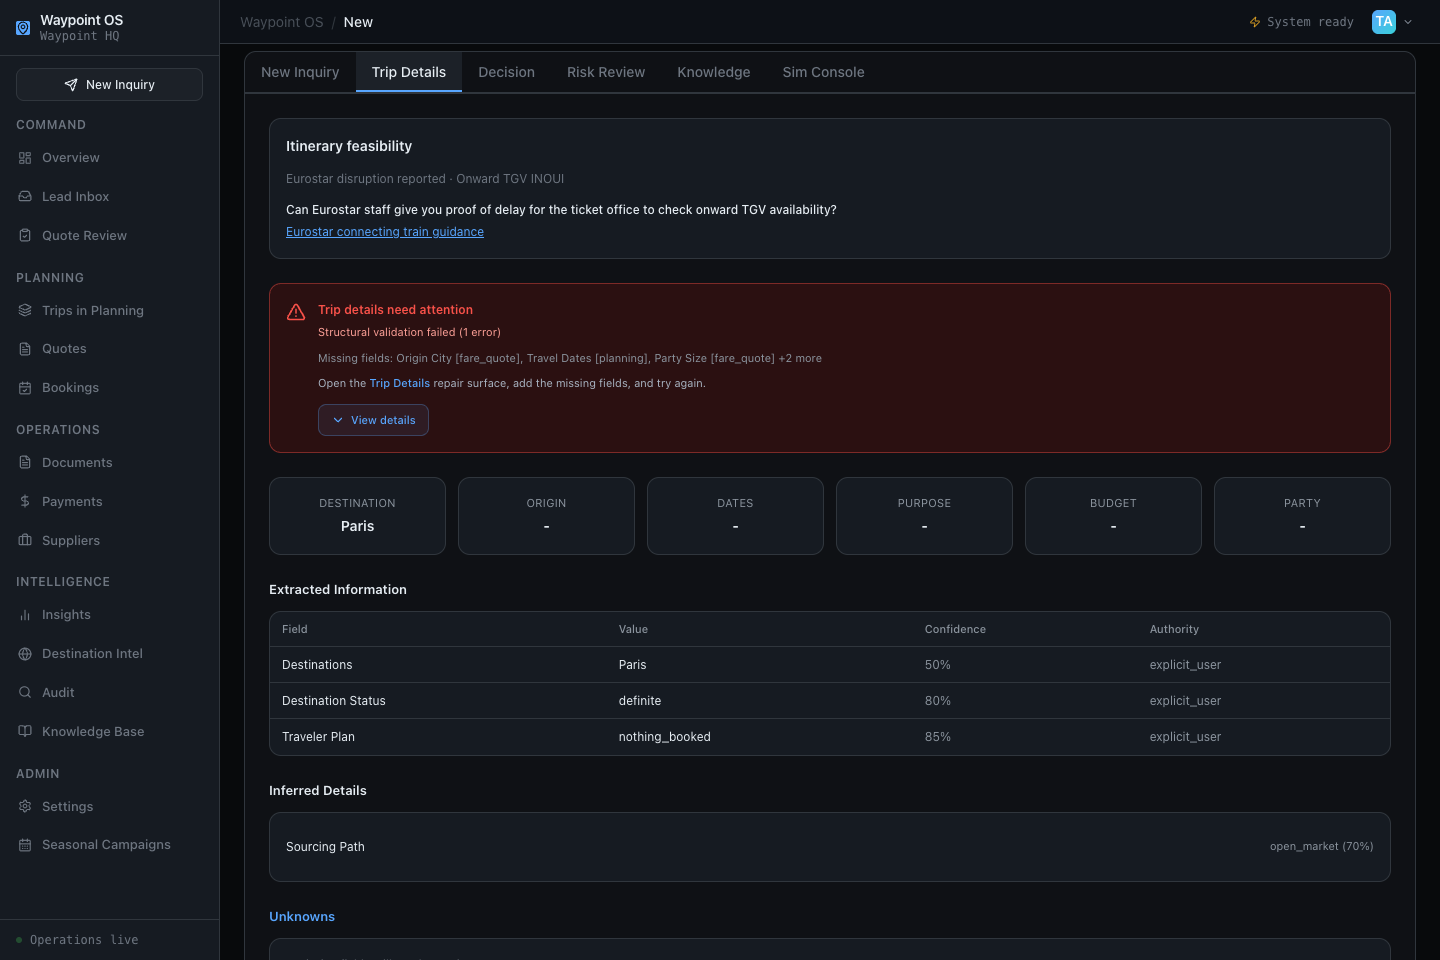 Waypoint OS
Waypoint HQ
New Inquiry
COMMAND
Overview
Lead Inbox
Quote Review
PLANNING
Trips in Planning
Quotes
Bookings
OPERATIONS
Documents
Payments
Suppliers
INTELLIGENCE
Insights
Destination Intel
Audit
Knowledge Base
ADMIN
Settings
Seasonal Campaigns
Operations live
Waypoint OS / New
System ready
TA
New Inquiry
Trip Details
Decision
Risk Review
Knowledge
Sim Console
Itinerary feasibility
Eurostar disruption reported · Onward TGV INOUI
Can Eurostar staff give you proof of delay for the ticket office to check onward TGV availability?
Eurostar connecting train guidance
Trip details need attention
Structural validation failed (1 error)
Missing fields: Origin City [fare_quote], Travel Dates [planning], Party Size [fare_quote] +2 more
Open the Trip Details repair surface, add the missing fields, and try again.
View details
DESTINATION
Paris
ORIGIN
-
DATES
-
PURPOSE
-
BUDGET
-
PARTY
-
Extracted Information
Field Value Confidence Authority
Destinations Paris 50% explicit_user
Destination Status definite 80% explicit_user
Traveler Plan nothing_booked 85% explicit_user
Inferred Details
Sourcing Path open_market (70%)
Unknowns